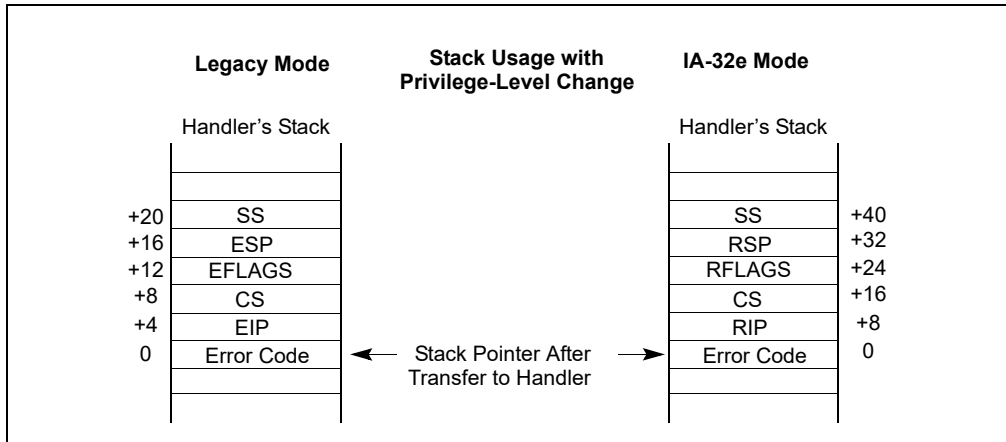 Legacy Mode
Stack Usage with
Privilege-Level Change
IA-32e Mode
Handler’s Stack
Handler’s Stack
+20 SS SS +40
+16 ESP RSP +32
+12 EFLAGS RFLAGS +24
+8 CS CS +16
+4 EIP RIP +8
0 Error Code Stack Pointer After Error Code 0
Transfer to Handler